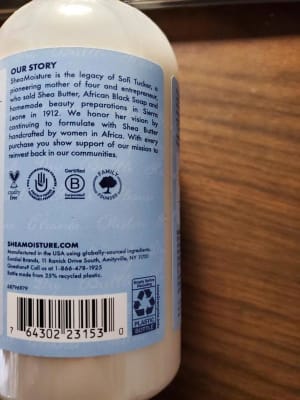 OUR STORY
SheaMoisture is the legacy of Sofi Tucker, a
pioneering mother of four and entrepreneur,
who sold Shea Butter, African Black Soap and
homemade beauty preparations in Sierra
Leone in 1912. We honor her vision by
continuing to formulate with Shea Butter
handcrafted by women in Africa. With every
purchase you show support of our mission to
reinvest back in our communities.
cruelty
free
Certified
B
Corporation
FAMILY
FOUNDED
SHEAMOISTURE.COM
Manufactured in the USA using globally-sourced ingredients.
Sundial Brands, 11 Ranick Drive South, Amityville, NY 11701
Questions? Call us at 1-866-478-1925
Bottle made from 25% recycled plastic.
PLASTIC
BOTTLE
7 64302 23153 0